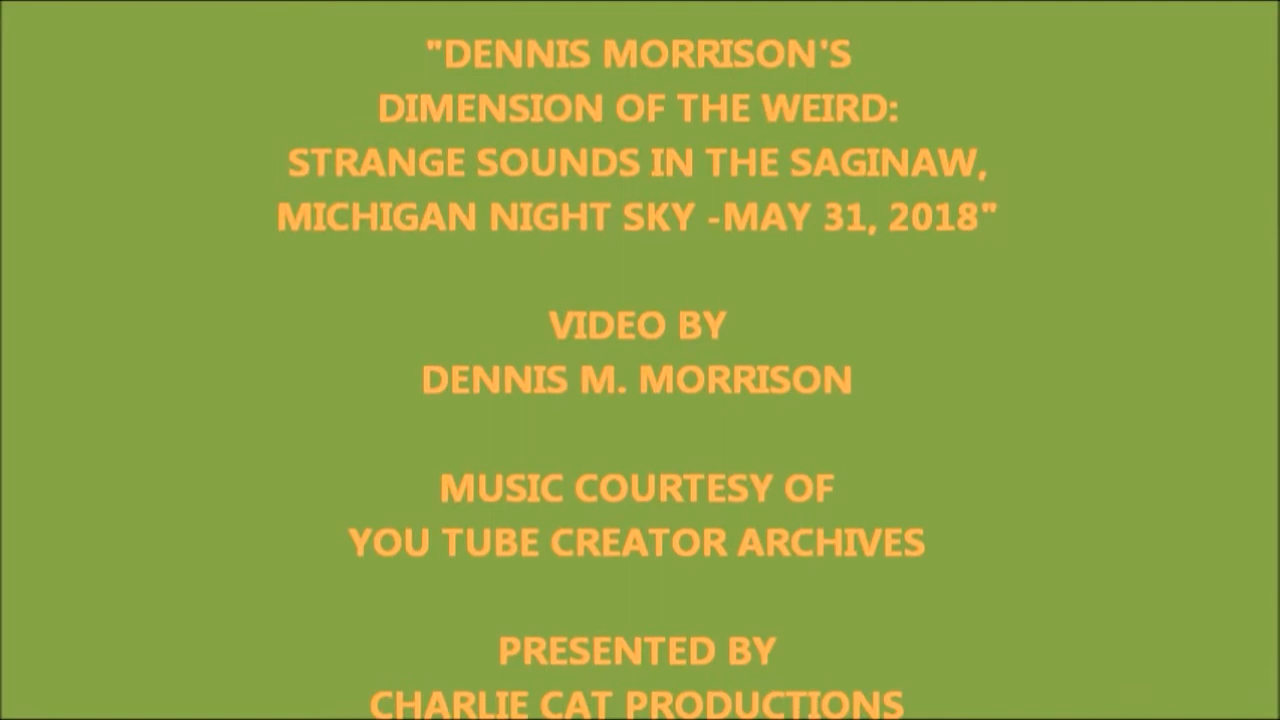 "DENNIS MORRISON'S
DIMENSION OF THE WEIRD:
STRANGE SOUNDS IN THE SAGINAW,
MICHIGAN NIGHT SKY -MAY 31, 2018"
VIDEO BY
DENNIS M. MORRISON
MUSIC COURTESY OF
YOU TUBE CREATOR ARCHIVES
PRESENTED BY
CHARLIE CAT PRODUCTIONS